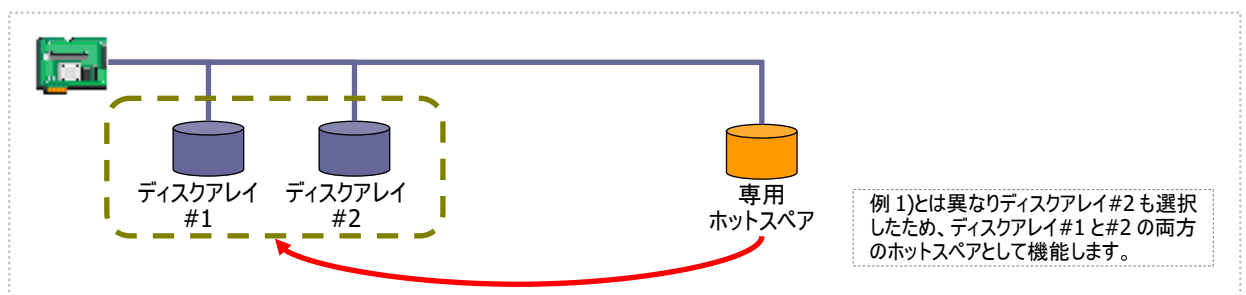 ディスクアレイ
#1
ディスクアレイ
#2
専用
ホットスペア
例 1)とは異なりディスクアレイ#2 も選択
したため、ディスクアレイ#1 と#2 の両方
のホットスペアとして機能します。